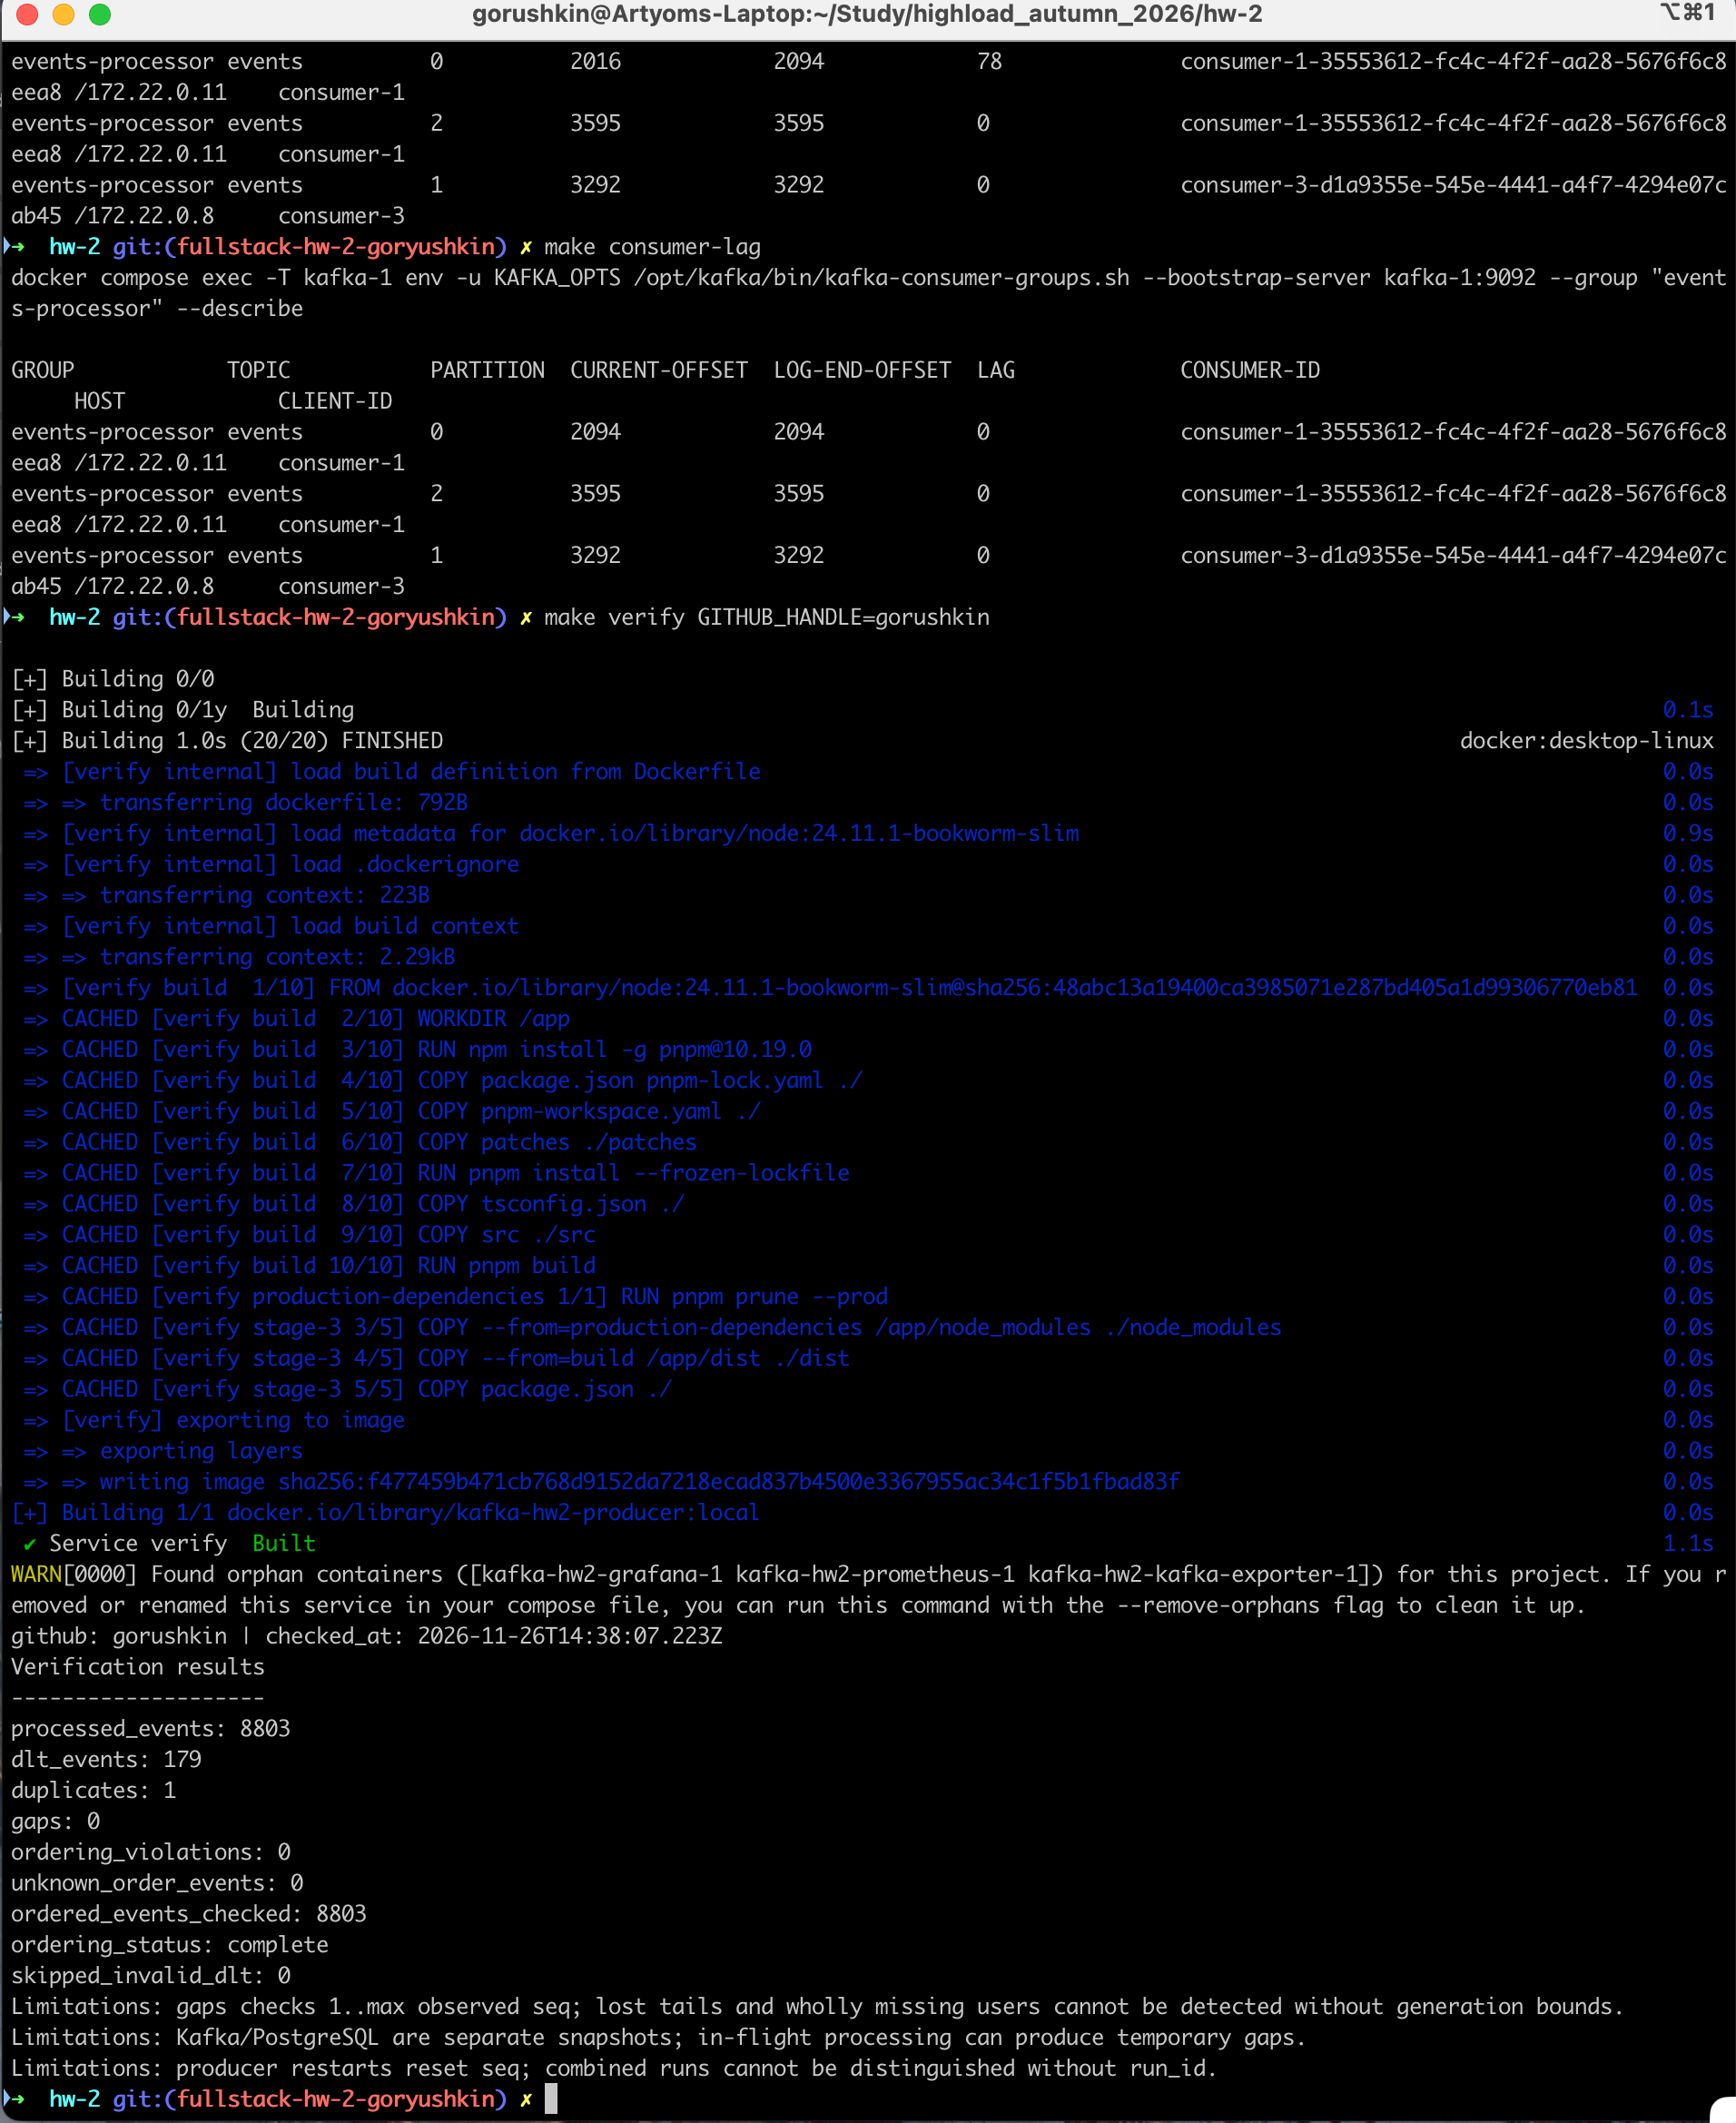 gorushkin@Artyoms-Laptop:~/Study/highload_autumn_2026/hw-2 ⌥⌘1
events-processor events 0 2016 2094 78 consumer-1-35553612-fc4c-4f2f-aa28-5676f6c8
eea8 /172.22.0.11 consumer-1
events-processor events 2 3595 3595 0 consumer-1-35553612-fc4c-4f2f-aa28-5676f6c8
eea8 /172.22.0.11 consumer-1
events-processor events 1 3292 3292 0 consumer-3-d1a9355e-545e-4441-a4f7-4294e07c
ab45 /172.22.0.8 consumer-3
➜ hw-2 git:(fullstack-hw-2-goryushkin) ✗ make consumer-lag
docker compose exec -T kafka-1 env -u KAFKA_OPTS /opt/kafka/bin/kafka-consumer-groups.sh --bootstrap-server kafka-1:9092 --group "event
s-processor" --describe
GROUP TOPIC PARTITION CURRENT-OFFSET LOG-END-OFFSET LAG CONSUMER-ID
HOST CLIENT-ID
events-processor events 0 2094 2094 0 consumer-1-35553612-fc4c-4f2f-aa28-5676f6c8
eea8 /172.22.0.11 consumer-1
events-processor events 2 3595 3595 0 consumer-1-35553612-fc4c-4f2f-aa28-5676f6c8
eea8 /172.22.0.11 consumer-1
events-processor events 1 3292 3292 0 consumer-3-d1a9355e-545e-4441-a4f7-4294e07c
ab45 /172.22.0.8 consumer-3
➜ hw-2 git:(fullstack-hw-2-goryushkin) ✗ make verify GITHUB_HANDLE=gorushkin
[+] Building 0/0
[+] Building 0/1y Building 0.1s
[+] Building 1.0s (20/20) FINISHED docker:desktop-linux
=> [verify internal] load build definition from Dockerfile 0.0s
=> => transferring dockerfile: 792B 0.0s
=> [verify internal] load metadata for docker.io/library/node:24.11.1-bookworm-slim 0.9s
=> [verify internal] load .dockerignore 0.0s
=> => transferring context: 223B 0.0s
=> [verify internal] load build context 0.0s
=> => transferring context: 2.29kB 0.0s
=> [verify build 1/10] FROM docker.io/library/node:24.11.1-bookworm-slim@sha256:48abc13a19400ca3985071e287bd405a1d99306770eb81 0.0s
=> CACHED [verify build 2/10] WORKDIR /app 0.0s
=> CACHED [verify build 3/10] RUN npm install -g pnpm@10.19.0 0.0s
=> CACHED [verify build 4/10] COPY package.json pnpm-lock.yaml ./ 0.0s
=> CACHED [verify build 5/10] COPY pnpm-workspace.yaml ./ 0.0s
=> CACHED [verify build 6/10] COPY patches ./patches 0.0s
=> CACHED [verify build 7/10] RUN pnpm install --frozen-lockfile 0.0s
=> CACHED [verify build 8/10] COPY tsconfig.json ./ 0.0s
=> CACHED [verify build 9/10] COPY src ./src 0.0s
=> CACHED [verify build 10/10] RUN pnpm build 0.0s
=> CACHED [verify production-dependencies 1/1] RUN pnpm prune --prod 0.0s
=> CACHED [verify stage-3 3/5] COPY --from=production-dependencies /app/node_modules ./node_modules 0.0s
=> CACHED [verify stage-3 4/5] COPY --from=build /app/dist ./dist 0.0s
=> CACHED [verify stage-3 5/5] COPY package.json ./ 0.0s
=> [verify] exporting to image 0.0s
=> => exporting layers 0.0s
=> => writing image sha256:f477459b471cb768d9152da7218ecad837b4500e3367955ac34c1f5b1fbad83f 0.0s
[+] Building 1/1 docker.io/library/kafka-hw2-producer:local 0.0s
✔ Service verify Built 1.1s
WARN[0000] Found orphan containers ([kafka-hw2-grafana-1 kafka-hw2-prometheus-1 kafka-hw2-kafka-exporter-1]) for this project. If you r
emoved or renamed this service in your compose file, you can run this command with the --remove-orphans flag to clean it up.
github: gorushkin | checked_at: 2026-11-26T14:38:07.223Z
Verification results
--------------------
processed_events: 8803
dlt_events: 179
duplicates: 1
gaps: 0
ordering_violations: 0
unknown_order_events: 0
ordered_events_checked: 8803
ordering_status: complete
skipped_invalid_dlt: 0
Limitations: gaps checks 1..max observed seq; lost tails and wholly missing users cannot be detected without generation bounds.
Limitations: Kafka/PostgreSQL are separate snapshots; in-flight processing can produce temporary gaps.
Limitations: producer restarts reset seq; combined runs cannot be distinguished without run_id.
➜ hw-2 git:(fullstack-hw-2-goryushkin) ✗